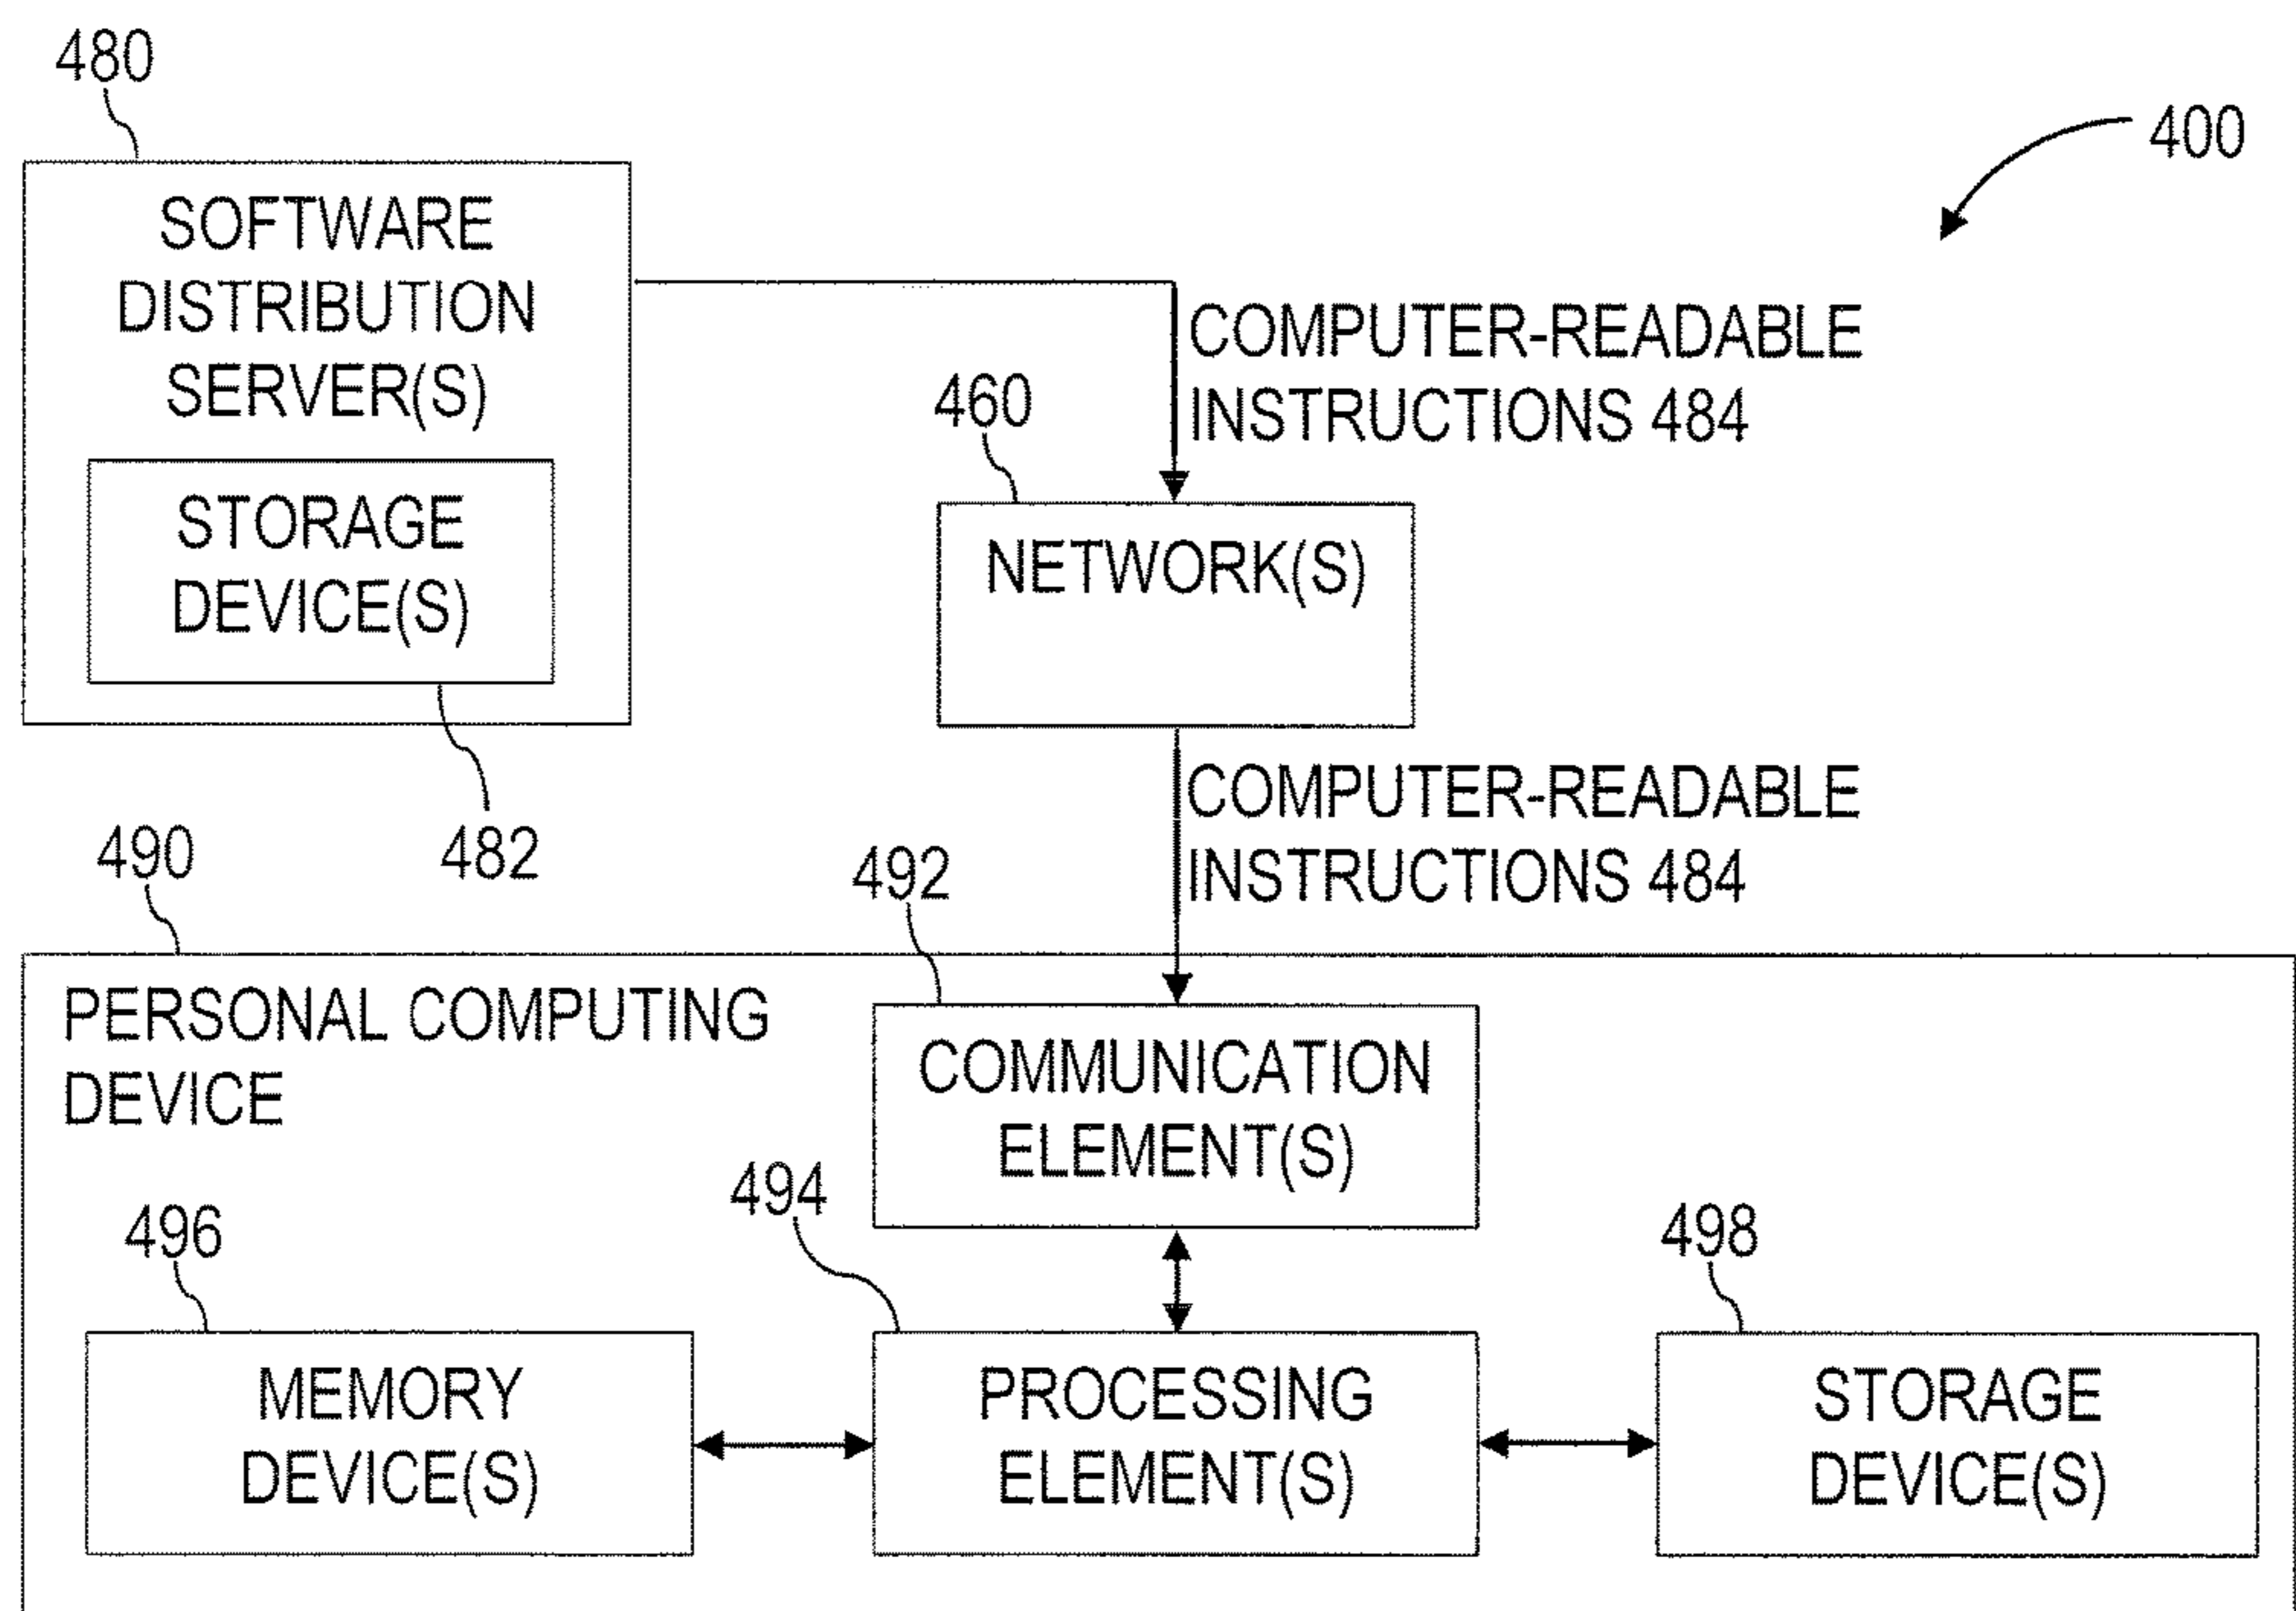 480
400
SOFTWARE
DISTRIBUTION
SERVER(S)
STORAGE
DEVICE(S)
482
COMPUTER-READABLE
INSTRUCTIONS 484
460
NETWORK(S)
COMPUTER-READABLE
INSTRUCTIONS 484
490
PERSONAL COMPUTING
DEVICE
492
COMMUNICATION
ELEMENT(S)
496
MEMORY
DEVICE(S)
494
PROCESSING
ELEMENT(S)
498
STORAGE
DEVICE(S)